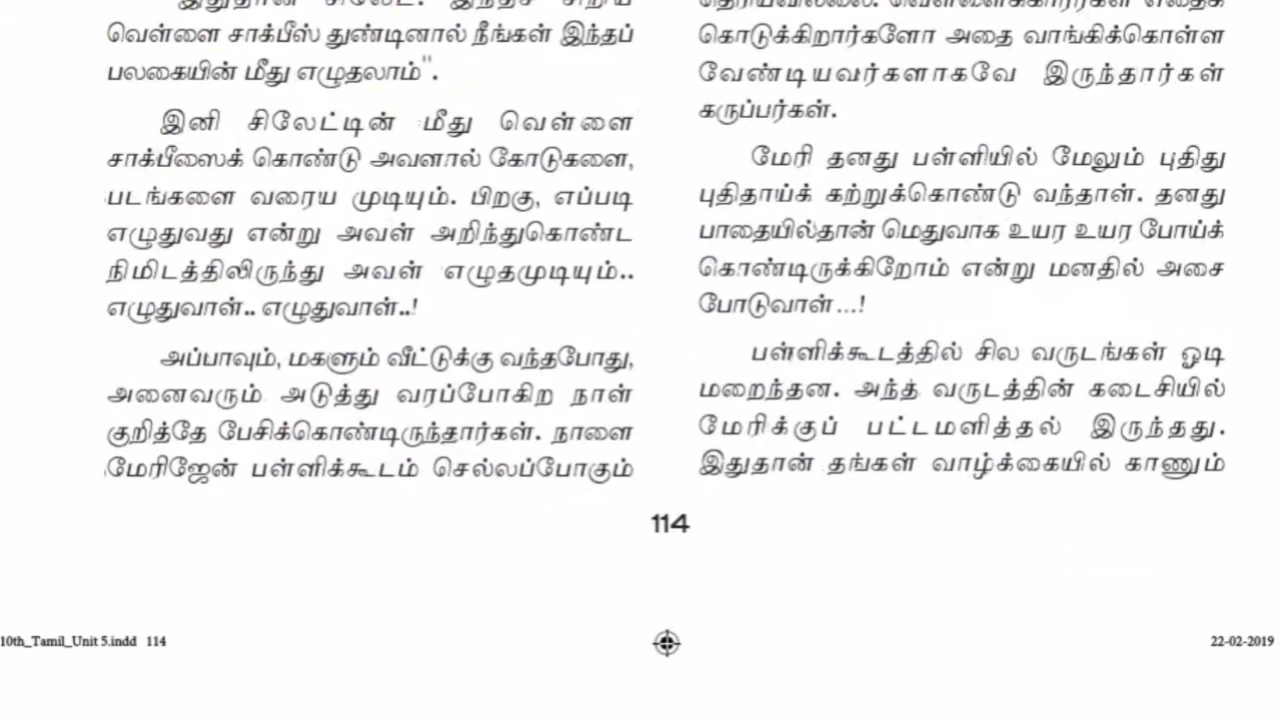 வெள்ளை சாக்பீஸ் துண்டினால் நீங்கள் இந்தப்
பலகையின் மீது எழுதலாம்".
இனி சிலேட்டின் மீது வெள்ளை
சாக்பீஸைக் கொண்டு அவளால் கோடுகளை,
படங்களை வரைய முடியும். பிறகு, எப்படி
எழுதுவது என்று அவள் அறிந்துகொண்ட
நிமிடத்திலிருந்து அவள் எழுதமுடியும்..
எழுதுவாள்.. எழுதுவாள்..!
அப்பாவும், மகளும் வீட்டுக்கு வந்தபோது,
அனைவரும் அடுத்து வரப்போகிற நாள்
குறித்தே பேசிக்கொண்டிருந்தார்கள். நாளை
மேரிஜேன் பள்ளிக்கூடம் செல்லப்போகும்
கொடுக்கிறார்களோ அதை வாங்கிக்கொள்ள
வேண்டியவர்களாகவே இருந்தார்கள்
கருப்பர்கள்.
மேரி தனது பள்ளியில் மேலும் புதிது
புதிதாய்க் கற்றுக்கொண்டு வந்தாள். தனது
பாதையில்தான் மெதுவாக உயர உயர போய்க்
கொண்டிருக்கிறோம் என்று மனதில் அசை
போடுவாள்...!
பள்ளிக்கூடத்தில் சில வருடங்கள் ஓடி
மறைந்தன. அந்த வருடத்தின் கடைசியில்
மேரிக்குப் பட்டமளித்தல் இருந்தது.
இதுதான் தங்கள் வாழ்க்கையில் காணும்
114
10th_Tamil_Unit 5.indd 114
22-02-2019